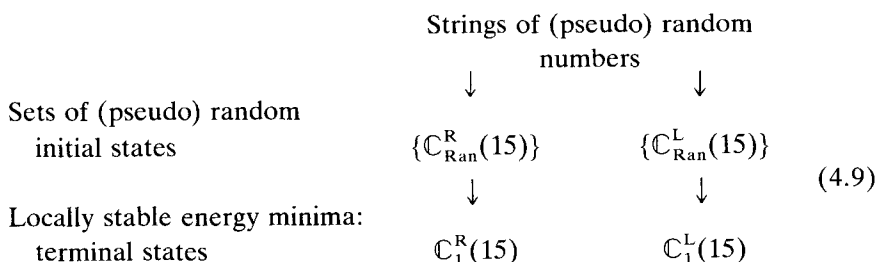 Strings of (pseudo) random
numbers
↓ ↓
Sets of (pseudo) random
initial states {ℂ^R_Ran(15)} {ℂ^L_Ran(15)}
↓ ↓ (4.9)
Locally stable energy minima:
terminal states ℂ^R_1(15) ℂ^L_1(15)